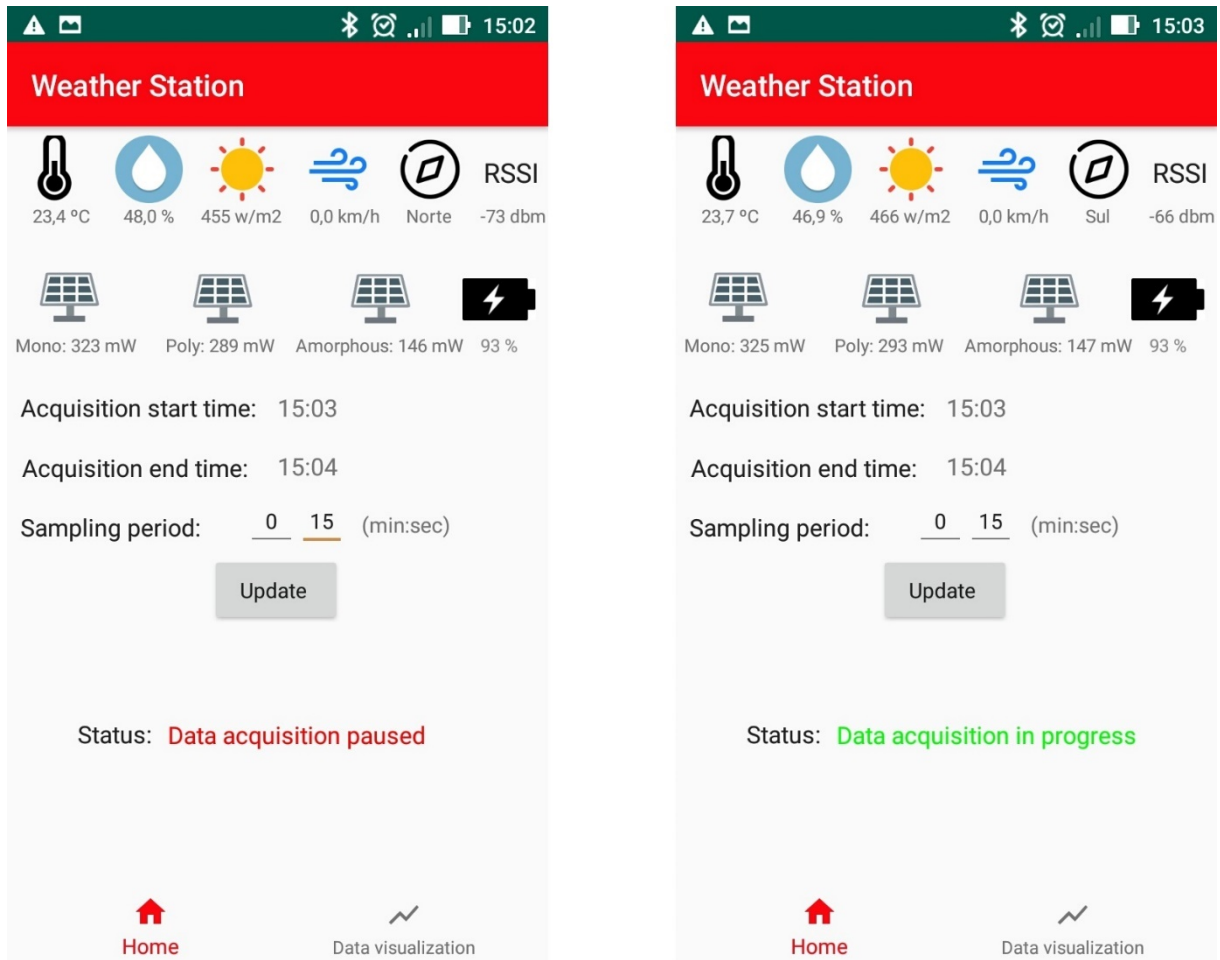 15:02
Weather Station
RSSI
23,4 ºC 48,0 % 455 w/m2 0,0 km/h Norte -73 dbm
Mono: 323 mW Poly: 289 mW Amorphous: 146 mW 93 %
Acquisition start time: 15:03
Acquisition end time: 15:04
Sampling period: 0 15 (min:sec)
Update
Status: Data acquisition paused
Home Data visualization
15:03
Weather Station
RSSI
23,7 ºC 46,9 % 466 w/m2 0,0 km/h Sul -66 dbm
Mono: 325 mW Poly: 293 mW Amorphous: 147 mW 93 %
Acquisition start time: 15:03
Acquisition end time: 15:04
Sampling period: 0 15 (min:sec)
Update
Status: Data acquisition in progress
Home Data visualization